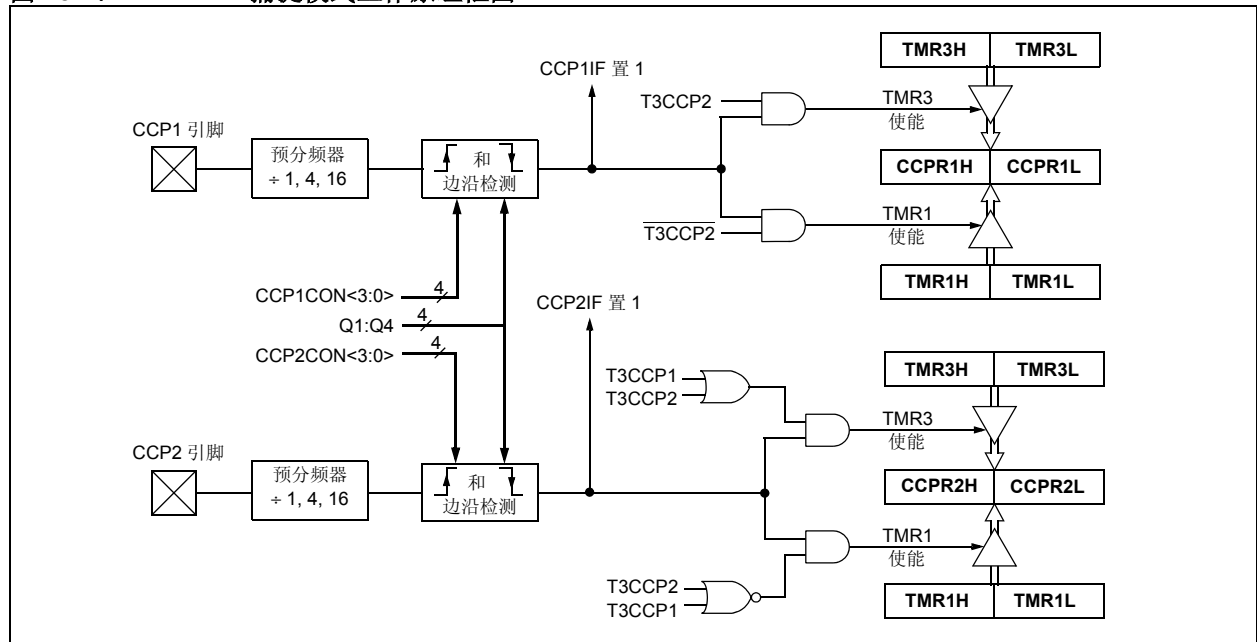 CCP1IF 置 1
TMR3H TMR3L
T3CCP2
TMR3
使能
CCP1 引脚
预分频器
÷ 1, 4, 16
和
边沿检测
CCPR1H CCPR1L
T3CCP2
TMR1
使能
TMR1H TMR1L
CCP1CON<3:0> 4
Q1:Q4 4
CCP2CON<3:0> 4
CCP2IF 置 1
TMR3H TMR3L
T3CCP1
T3CCP2
TMR3
使能
CCP2 引脚
预分频器
÷ 1, 4, 16
和
边沿检测
CCPR2H CCPR2L
TMR1
使能
T3CCP2
T3CCP1
TMR1H TMR1L